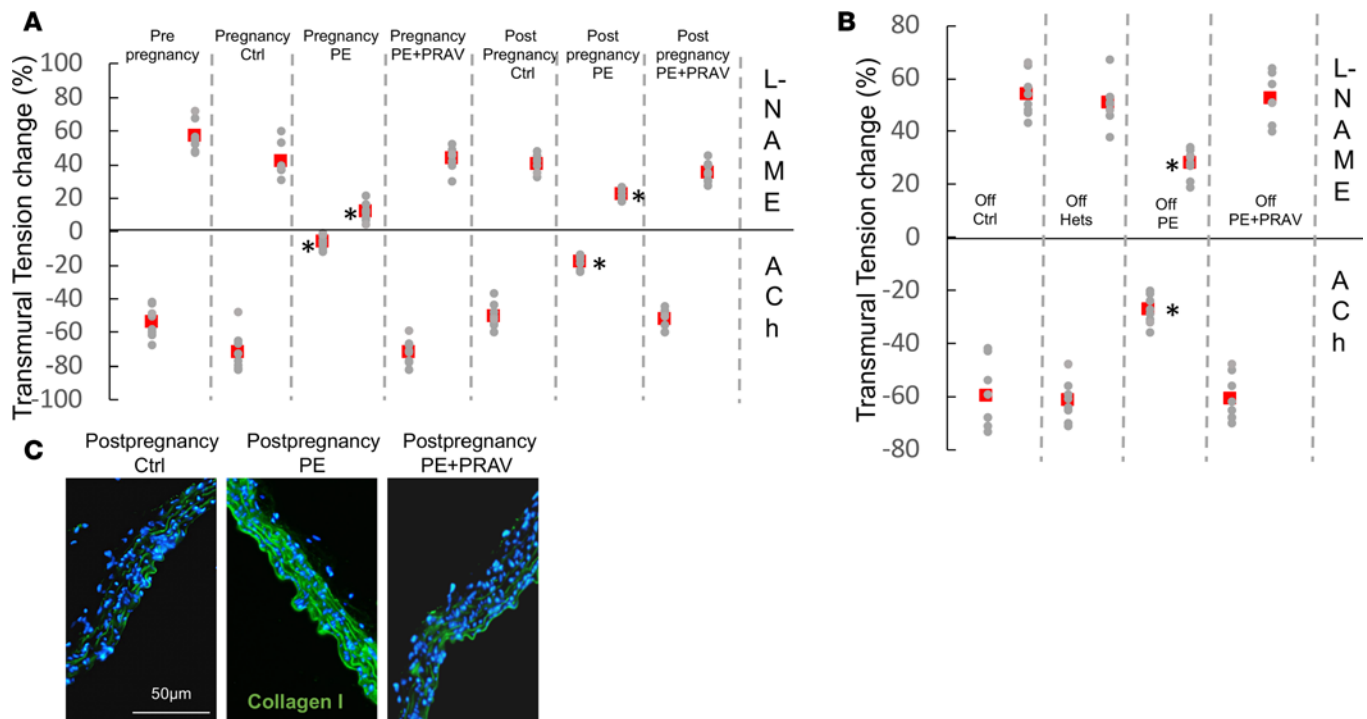 A
Transmural Tension change (%)
100
80
60
40
20
0
-20
-40
-60
-80
-100
Pre
pregnancy
Pregnancy
Ctrl
Pregnancy
PE
Pregnancy
PE+PRAV
Post
Pregnancy
Ctrl
Post
pregnancy
PE
Post
pregnancy
PE+PRAV
*
*
*
*
L-
N
A
M
E
A
C
h
B
Transmural Tension change (%)
80
60
40
20
0
-20
-40
-60
-80
Off
Ctrl
Off
Hets
Off
PE
Off
PE+PRAV
*
*
L-
N
A
M
E
A
C
h
C
Postpregnancy
Ctrl
Postpregnancy
PE
Postpregnancy
PE+PRAV
50µm
Collagen I